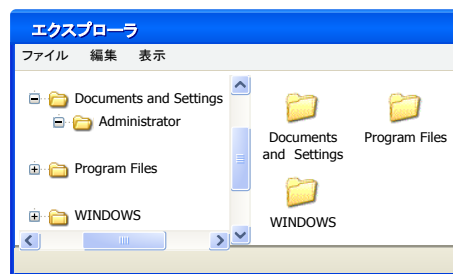 エクスプローラ
ファイル 編集 表示
Documents and Settings
Administrator
Program Files
WINDOWS
Documents
and Settings
Program Files
WINDOWS